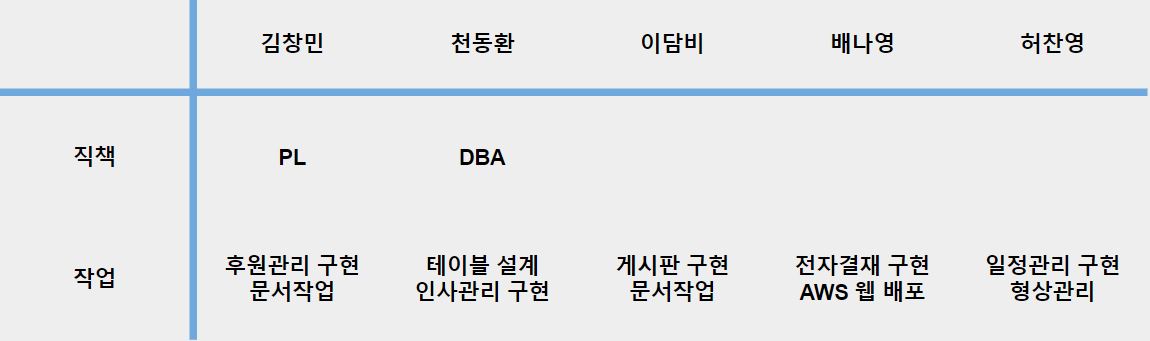 김창민 천동환 이담비 배나영 허찬영
직책 PL DBA
작업
후원관리 구현 테이블 설계 게시판 구현 전자결재 구현 일정관리 구현
문서작업 인사관리 구현 문서작업 AWS 웹 배포 형상관리